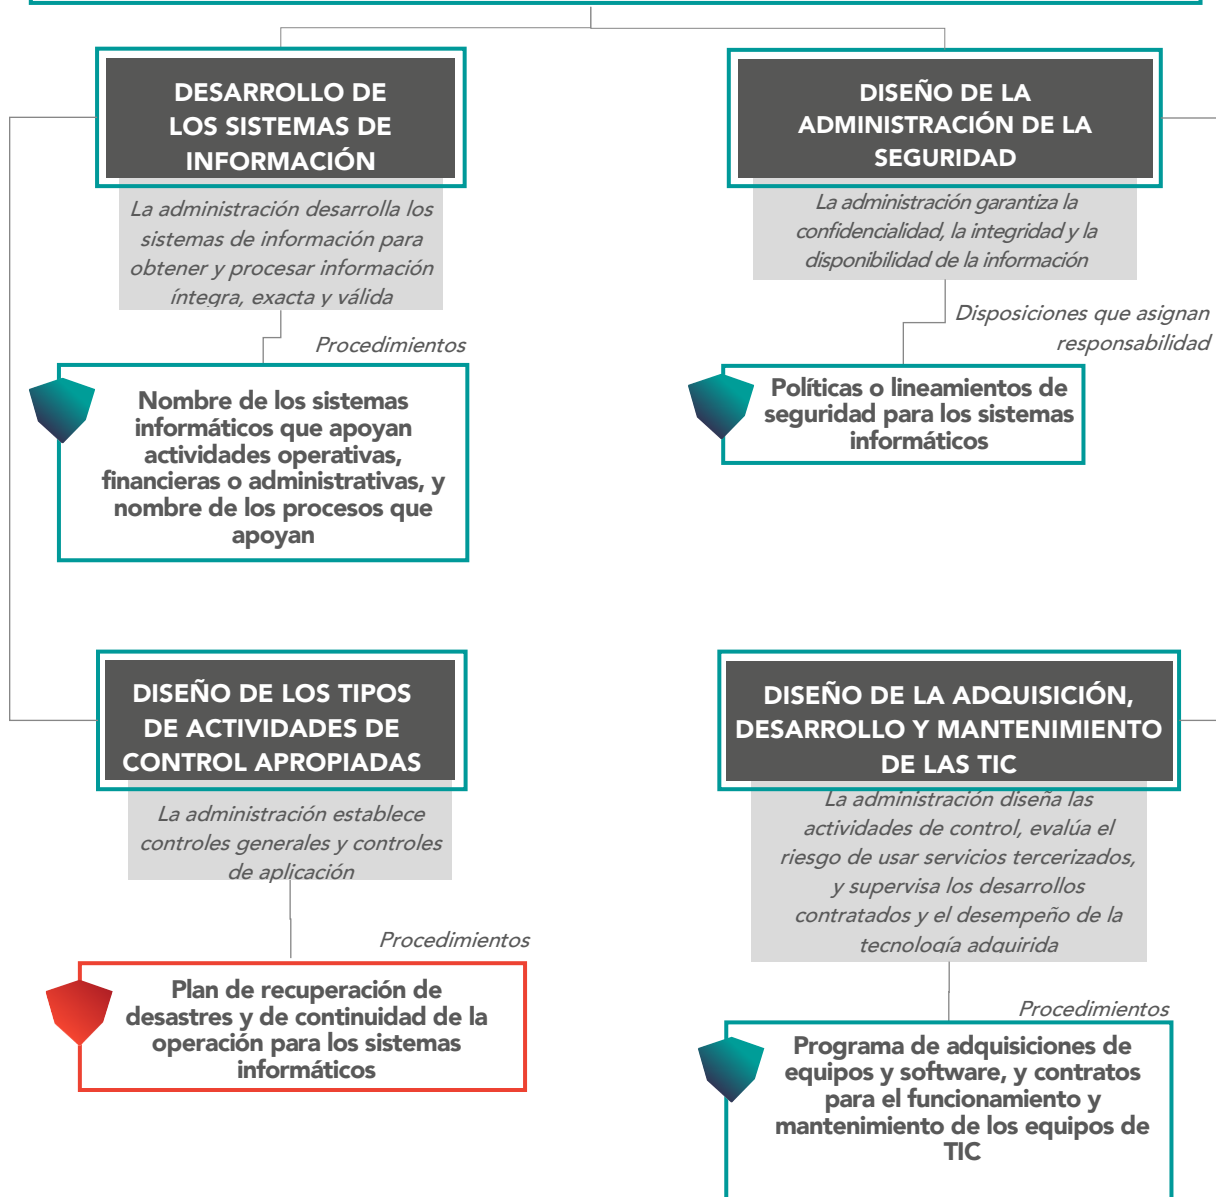 DESARROLLO DE
LOS SISTEMAS DE
INFORMACIÓN
La administración desarrolla los
sistemas de información para
obtener y procesar información
íntegra, exacta y válida
Procedimientos
Nombre de los sistemas
informáticos que apoyan
actividades operativas,
financieras o administrativas, y
nombre de los procesos que
apoyan
DISEÑO DE LA
ADMINISTRACIÓN DE LA
SEGURIDAD
La administración garantiza la
confidencialidad, la integridad y la
disponibilidad de la información
Disposiciones que asignan
responsabilidad
Políticas o lineamientos de
seguridad para los sistemas
informáticos
DISEÑO DE LOS TIPOS
DE ACTIVIDADES DE
CONTROL APROPIADAS
La administración establece
controles generales y controles
de aplicación
Procedimientos
Plan de recuperación de
desastres y de continuidad de la
operación para los sistemas
informáticos
DISEÑO DE LA ADQUISICIÓN,
DESARROLLO Y MANTENIMIENTO
DE LAS TIC
La administración diseña las
actividades de control, evalúa el
riesgo de usar servicios tercerizados,
y supervisa los desarrollos
contratados y el desempeño de la
tecnología adquirida
Procedimientos
Programa de adquisiciones de
equipos y software, y contratos
para el funcionamiento y
mantenimiento de los equipos de
TIC